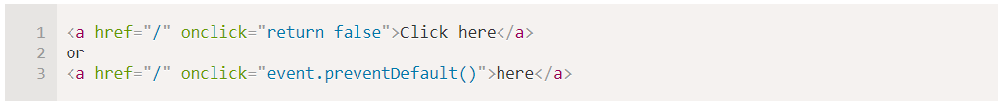 1 <a href="/" onclick="return false">Click here</a>
2 or
3 <a href="/" onclick="event.preventDefault()">here</a>